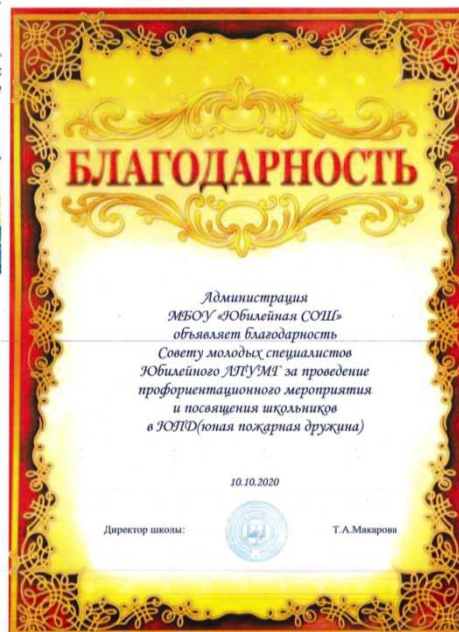 БЛАГОДАРНОСТЬ
Администрация
МБОУ «Юбилейная СОШ»
объявляет благодарность
Совету молодых специалистов
Юбилейного ЛПУМГ за проведение
профориентационного мероприятия
и посвящения школьников
в ЮПД(юная пожарная дружина)
10.10.2020
Директор школы: Т.А.Макарова